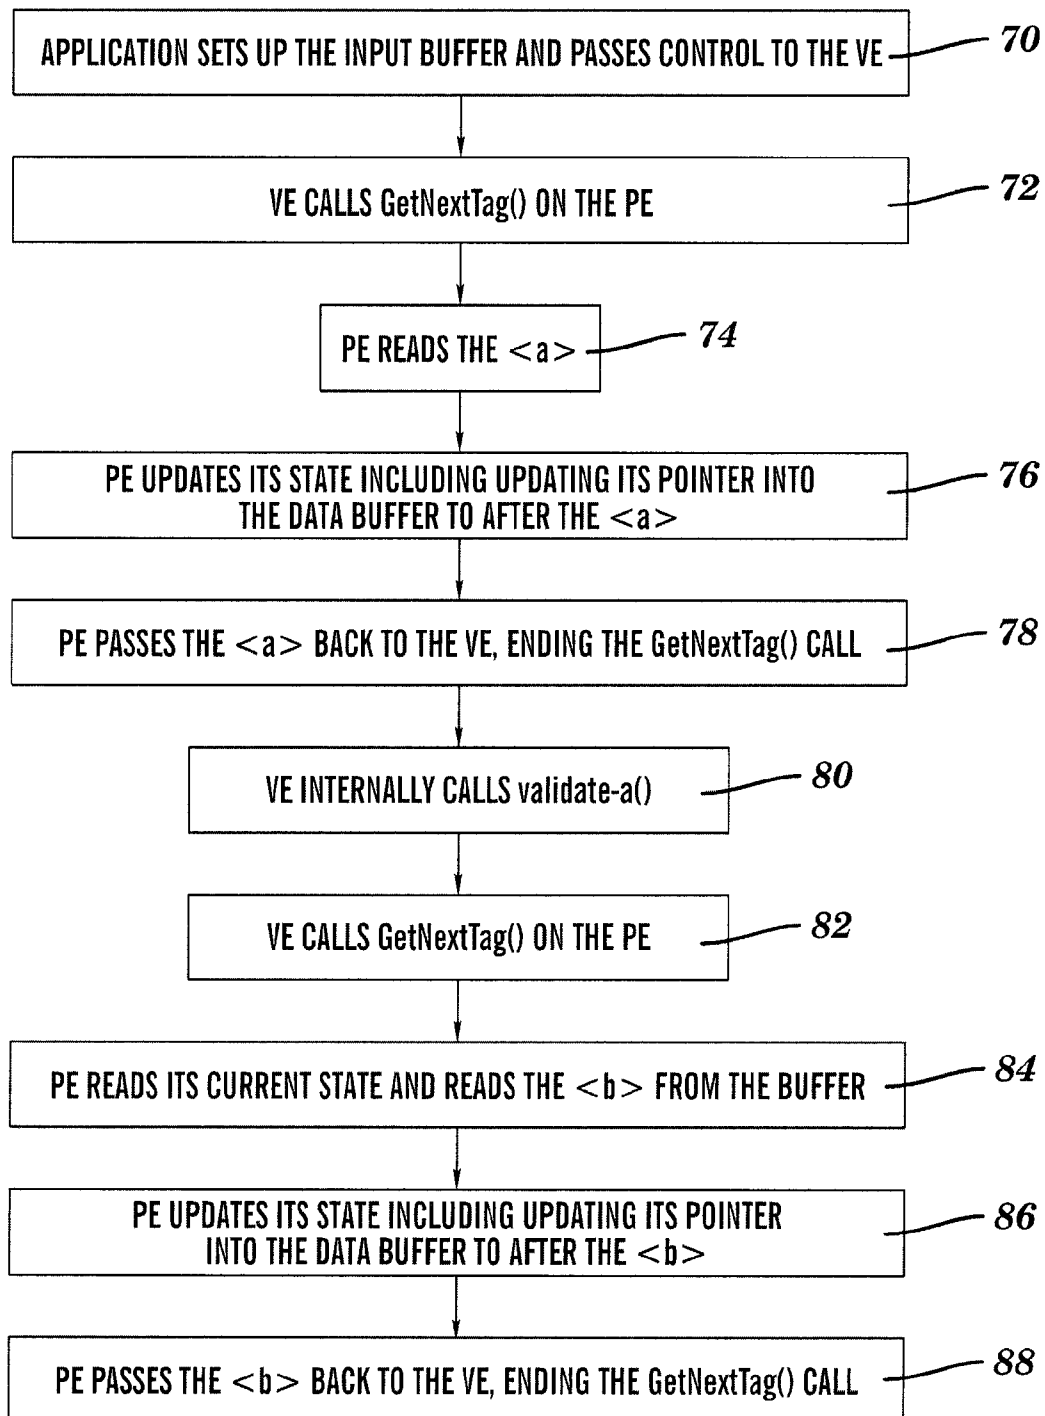 APPLICATION SETS UP THE INPUT BUFFER AND PASSES CONTROL TO THE VE
70
VE CALLS GetNextTag() ON THE PE
72
PE READS THE <a>
74
PE UPDATES ITS STATE INCLUDING UPDATING ITS POINTER INTO
THE DATA BUFFER TO AFTER THE <a>
76
PE PASSES THE <a> BACK TO THE VE, ENDING THE GetNextTag() CALL
78
VE INTERNALLY CALLS validate-a()
80
VE CALLS GetNextTag() ON THE PE
82
PE READS ITS CURRENT STATE AND READS THE <b> FROM THE BUFFER
84
PE UPDATES ITS STATE INCLUDING UPDATING ITS POINTER
INTO THE DATA BUFFER TO AFTER THE <b>
86
PE PASSES THE <b> BACK TO THE VE, ENDING THE GetNextTag() CALL
88